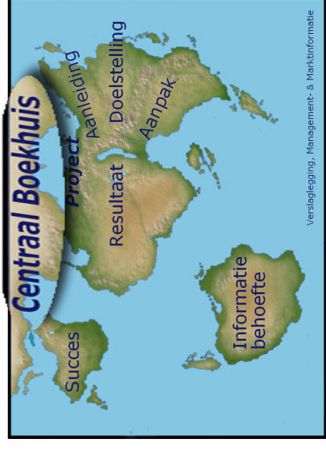 Centraal Boekhuis
Project
Aanleiding
Doelstelling
Aanpak
Resultaat
Succes
Informatie
behoefte
Verslaglegging, Management- & Marktinformatie